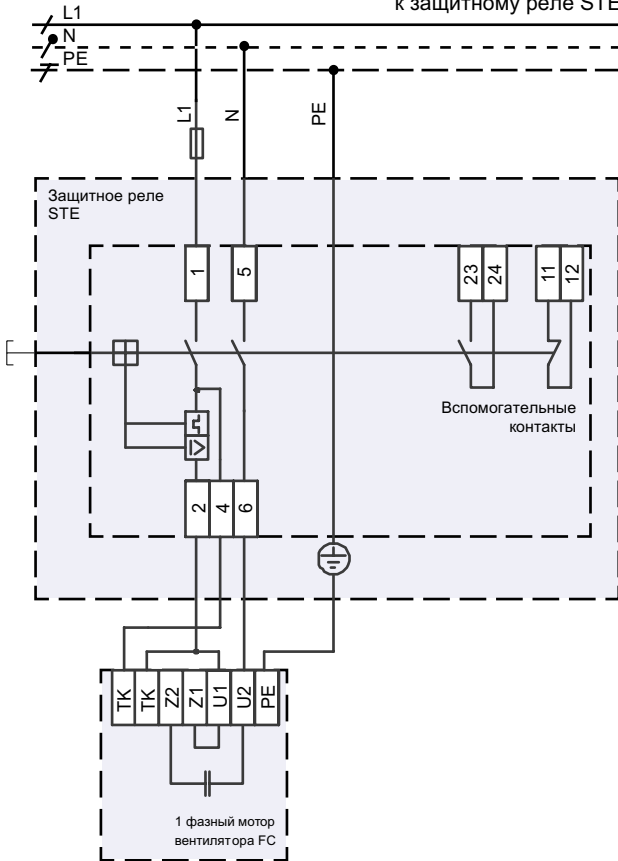 к защитному реле STE
L1
N
PE
L1
N
PE
Защитное реле
STE
1
5
23
24
11
12
Вспомогательные
контакты
2
4
6
TK
TK
Z2
Z1
U1
U2
PE
1 фазный мотор
вентилятора FC